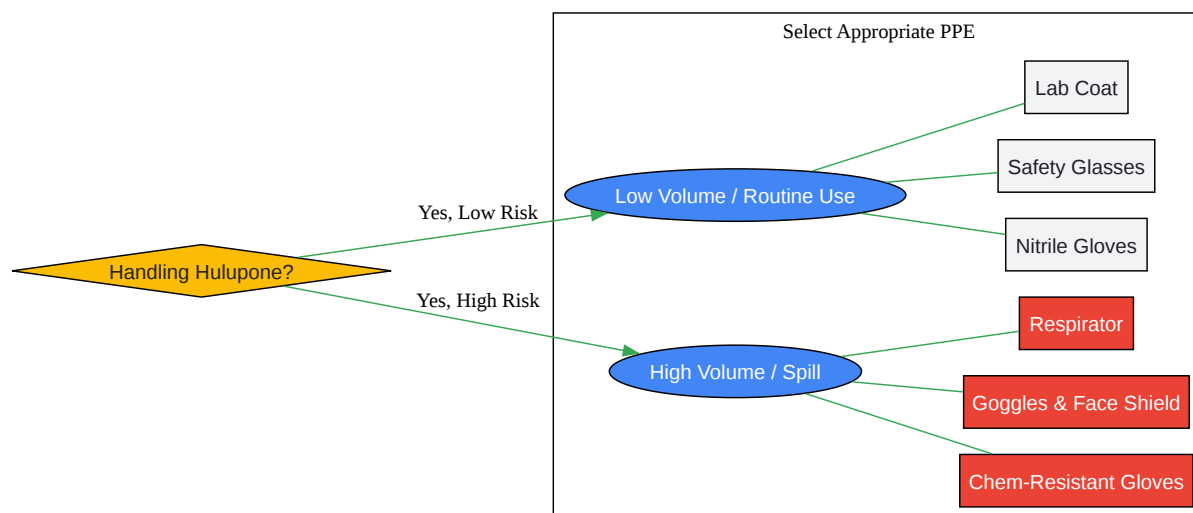 Select Appropriate PPE
Lab Coat
Safety Glasses
Low Volume / Routine Use
Yes, Low Risk
Nitrile Gloves
Handling Hulupone?
Yes, High Risk
Respirator
High Volume / Spill
Goggles & Face Shield
Chem-Resistant Gloves